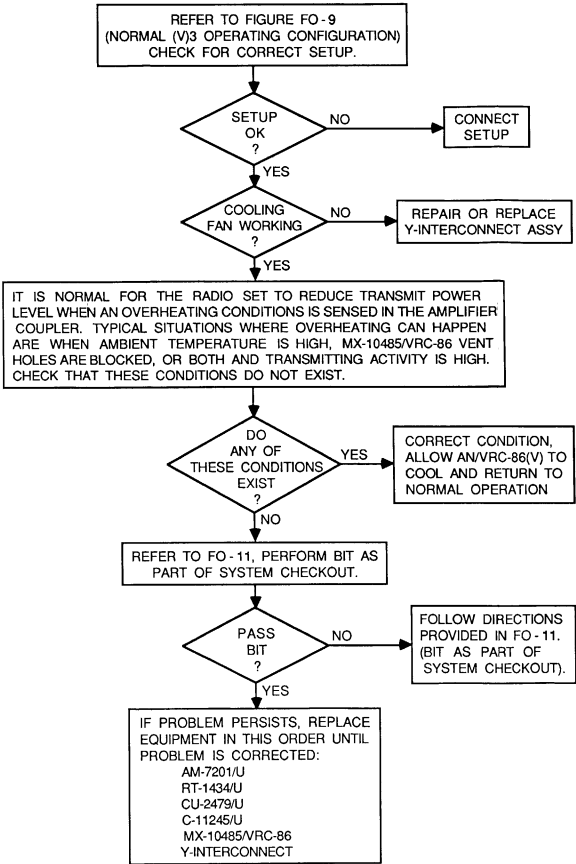 REFER TO FIGURE FO-9
(NORMAL (V)3 OPERATING CONFIGURATION)
CHECK FOR CORRECT SETUP.
SETUP
OK
?
NO
CONNECT
SETUP
YES
COOLING
FAN WORKING
?
NO
REPAIR OR REPLACE
Y-INTERCONNECT ASSY
YES
IT IS NORMAL FOR THE RADIO SET TO REDUCE TRANSMIT POWER
LEVEL WHEN AN OVERHEATING CONDITIONS IS SENSED IN THE AMPLIFIER
COUPLER. TYPICAL SITUATIONS WHERE OVERHEATING CAN HAPPEN
ARE WHEN AMBIENT TEMPERATURE IS HIGH, MX-10485/VRC-86 VENT
HOLES ARE BLOCKED, OR BOTH AND TRANSMITTING ACTIVITY IS HIGH.
CHECK THAT THESE CONDITIONS DO NOT EXIST.
DO
ANY OF
THESE CONDITIONS
EXIST
?
YES
CORRECT CONDITION,
ALLOW AN/VRC-86(V) TO
COOL AND RETURN TO
NORMAL OPERATION
NO
REFER TO FO-11, PERFORM BIT AS
PART OF SYSTEM CHECKOUT.
PASS
BIT
?
NO
FOLLOW DIRECTIONS
PROVIDED IN FO-11.
(BIT AS PART OF
SYSTEM CHECKOUT).
YES
IF PROBLEM PERSISTS, REPLACE
EQUIPMENT IN THIS ORDER UNTIL
PROBLEM IS CORRECTED:
AM-7201/U
RT-1434/U
CU-2479/U
C-11245/U
MX-10485/VRC-86
Y-INTERCONNECT